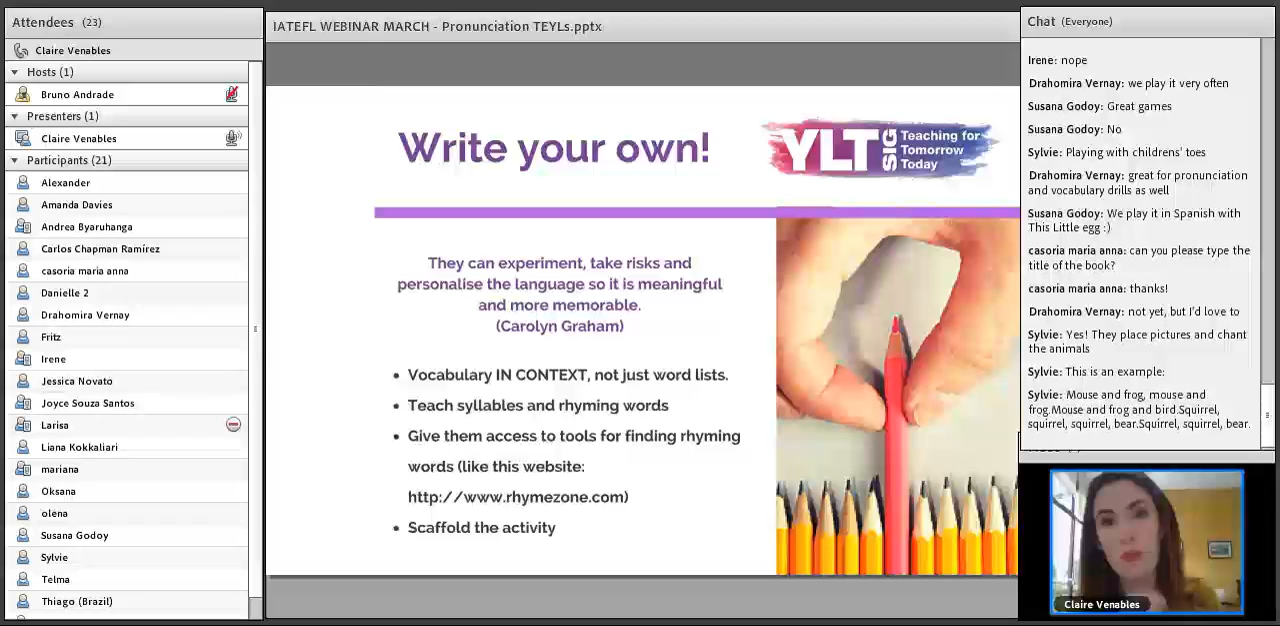 Attendees (23)
Claire Venables
Hosts (1)
Bruno Andrade
Presenters (1)
Claire Venables
Participants (21)
Alexander
Amanda Davies
Andrea Byaruhanga
Carlos Chapman Ramírez
casoria maria anna
Danielle 2
Drahomira Vernay
Fritz
Irene
Jessica Novato
Joyce Souza Santos
Larisa
Liana Kokkaliari
mariana
Oksana
olena
Susana Godoy
Sylvie
Telma
Thiago (Brazil)
IATEFL WEBINAR MARCH - Pronunciation TEYLs.pptx
Write your own!
YLT SIG Teaching for
Tomorrow
Today
They can experiment, take risks and
personalise the language so it is meaningful
and more memorable.
(Carolyn Graham)
• Vocabulary IN CONTEXT, not just word lists.
• Teach syllables and rhyming words
• Give them access to tools for finding rhyming
words (like this website:
http://www.rhymezone.com)
• Scaffold the activity
Chat (Everyone)
Irene: nope
Drahomira Vernay: we play it very often
Susana Godoy: Great games
Susana Godoy: No
Sylvie: Playing with childrens' toes
Drahomira Vernay: great for pronunciation
and vocabulary drills as well
Susana Godoy: We play it in Spanish with
This Little egg :)
casoria maria anna: can you please type the
title of the book?
casoria maria anna: thanks!
Drahomira Vernay: not yet, but I'd love to
Sylvie: Yes! They place pictures and chant
the animals
Sylvie: This is an example:
Sylvie: Mouse and frog, mouse and
frog.Mouse and frog and bird.Squirrel,
squirrel, squirrel, bear.Squirrel, squirrel, bear.
Claire Venables